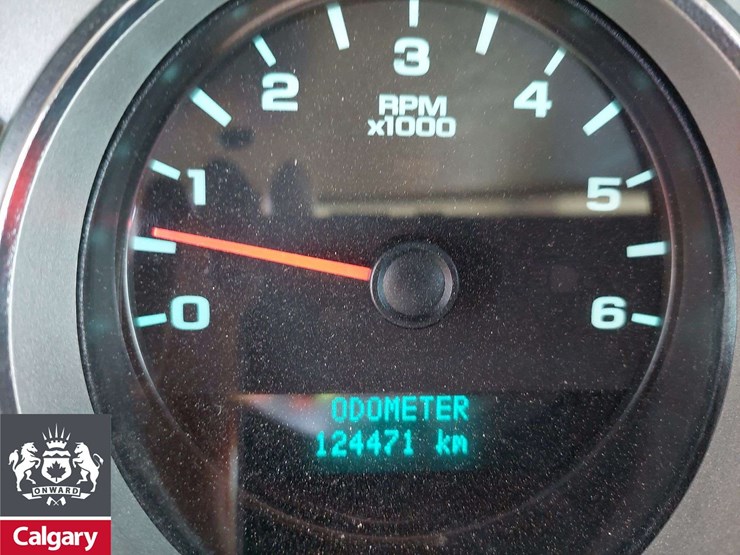 3
2
4
RPM
x1000
1
5
0
6
ODOMETER
124471 km
ONWARD
Calgary